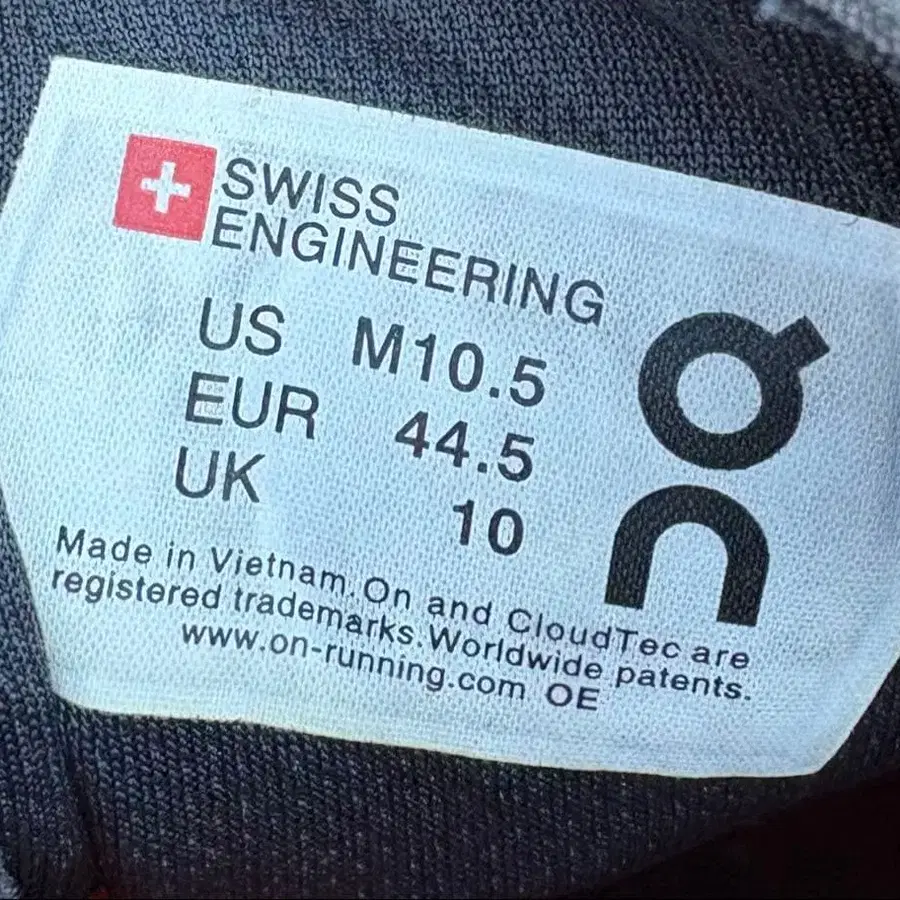 SWISS
ENGINEERING
US M10.5
EUR 44.5
UK 10
On
Made in Vietnam. On and CloudTec are
registered trademarks. Worldwide patents.
www.on-running.com OE